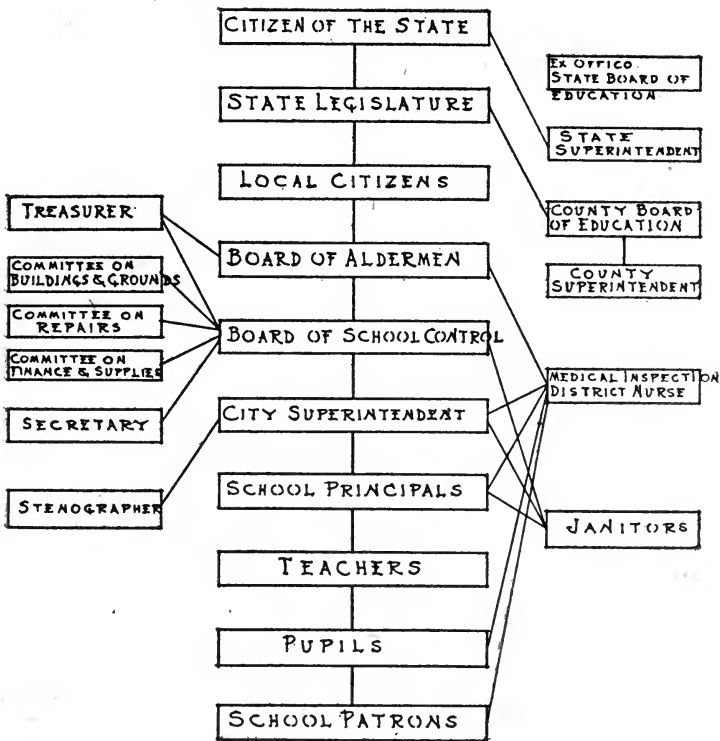 CITIZEN OF THE STATE
EX OFFICO
STATE BOARD OF
EDUCATION
STATE LEGISLATURE
STATE
SUPERINTENDENT
LOCAL CITIZENS
TREASURER
COUNTY BOARD
OF EDUCATION
BOARD OF ALDERMEN
COMMITTEE ON
BUILDINGS & GROUNDS
COUNTY
SUPERINTENDENT
COMMITTEE ON
REPAIRS
BOARD OF SCHOOL CONTROL
COMMITTEE ON
FINANCE & SUPPLIES
MEDICAL INSPECTION
DISTRICT NURSE
SECRETARY
CITY SUPERINTENDENT
STENOGRAPHER
SCHOOL PRINCIPALS
JANITORS
TEACHERS
PUPILS
SCHOOL PATRONS